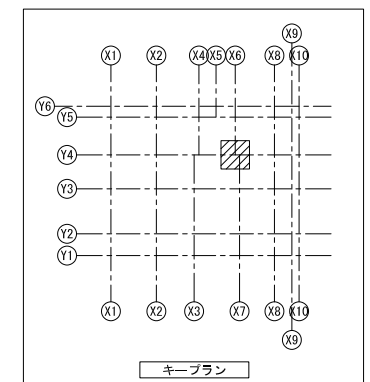 X9
X1 X2 X4 X5 X6 X8 X10
Y6
Y5
Y4
Y3
Y2
Y1
X1 X2 X3 X7 X8 X10
X9
キープラン